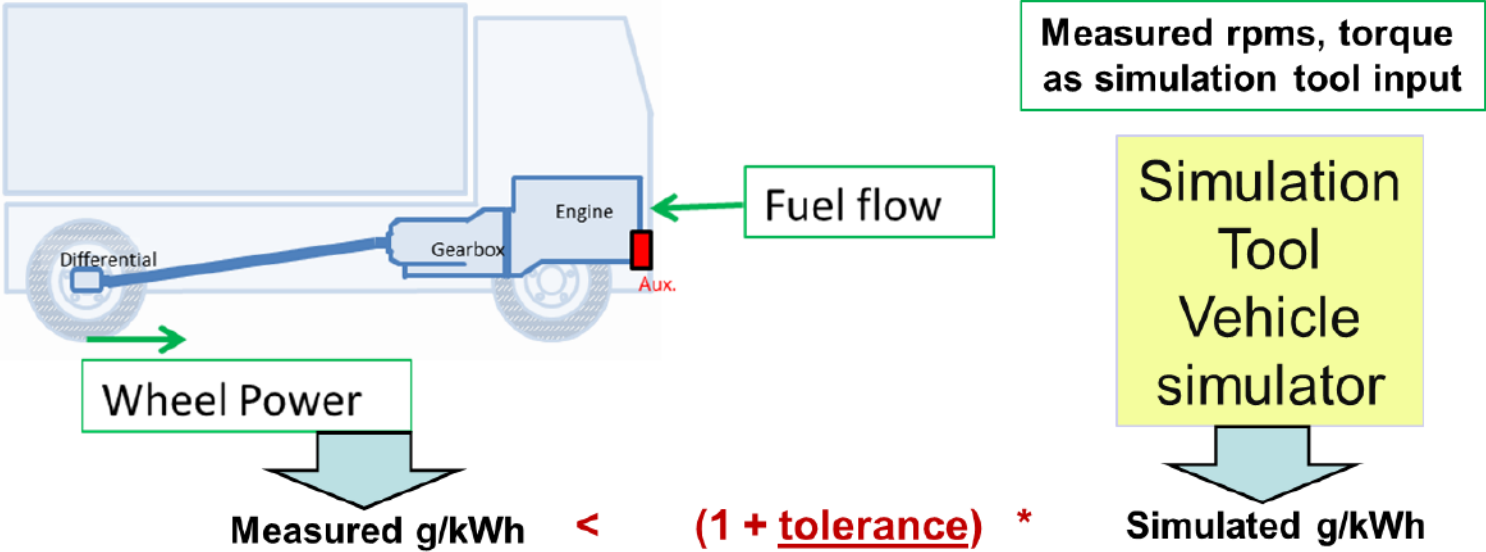 Measured rpms, torque
as simulation tool input
Engine
Fuel flow
Gearbox
Differential
Aux.
Wheel Power
Simulation
Tool
Vehicle
simulator
Measured g/kWh < (1 + tolerance) * Simulated g/kWh